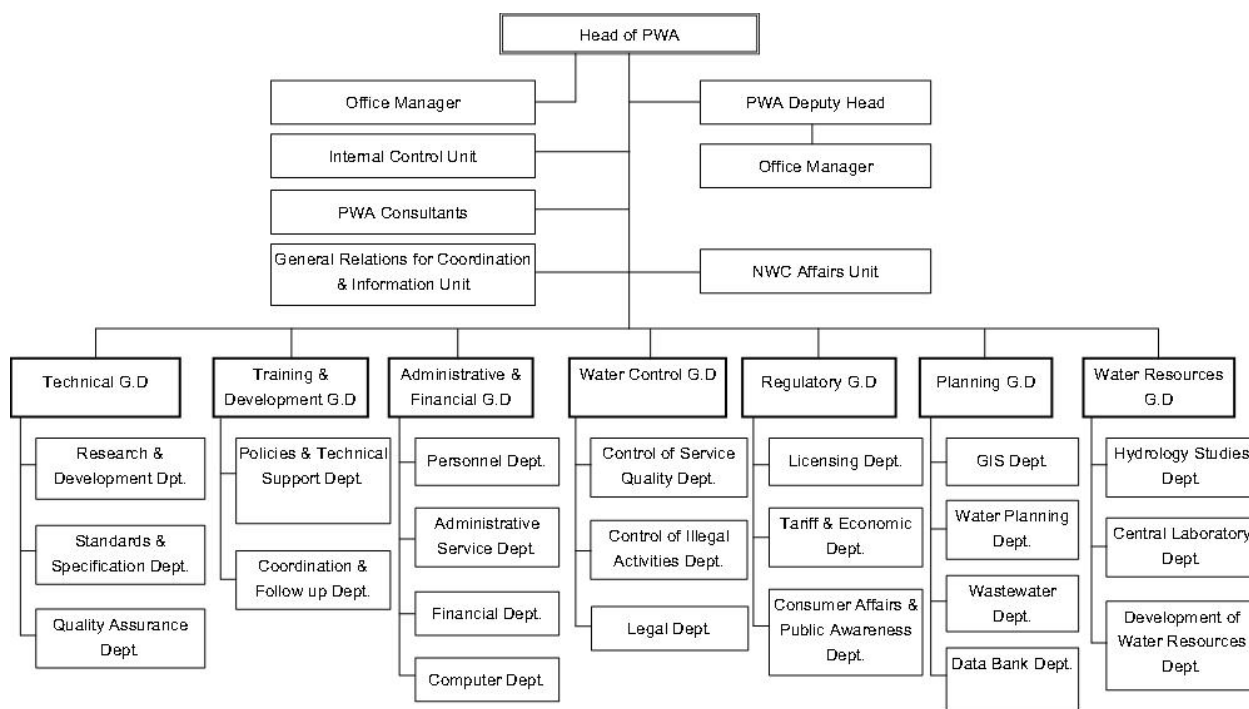 Head of PWA
Office Manager
PWA Deputy Head
Internal Control Unit
Office Manager
PWA Consultants
General Relations for Coordination
& Information Unit
NWC Affairs Unit
Technical G.D
Training &
Development G.D
Administrative &
Financial G.D
Water Control G.D
Regulatory G.D
Planning G.D
Water Resources
G.D
Research &
Development Dpt.
Standards &
Specification Dept.
Quality Assurance
Dept.
Policies & Technical
Support Dept.
Coordination &
Follow up Dept.
Personnel Dept.
Administrative
Service Dept.
Financial Dept.
Computer Dept.
Control of Service
Quality Dept.
Control of Illegal
Activities Dept.
Legal Dept.
Licensing Dept.
Tariff & Economic
Dept.
Consumer Affairs &
Public Awareness
Dept.
GIS Dept.
Water Planning
Dept.
Wastewater
Dept.
Data Bank Dept.
Hydrology Studies
Dept.
Central Laboratory
Dept.
Development of
Water Resources
Dept.